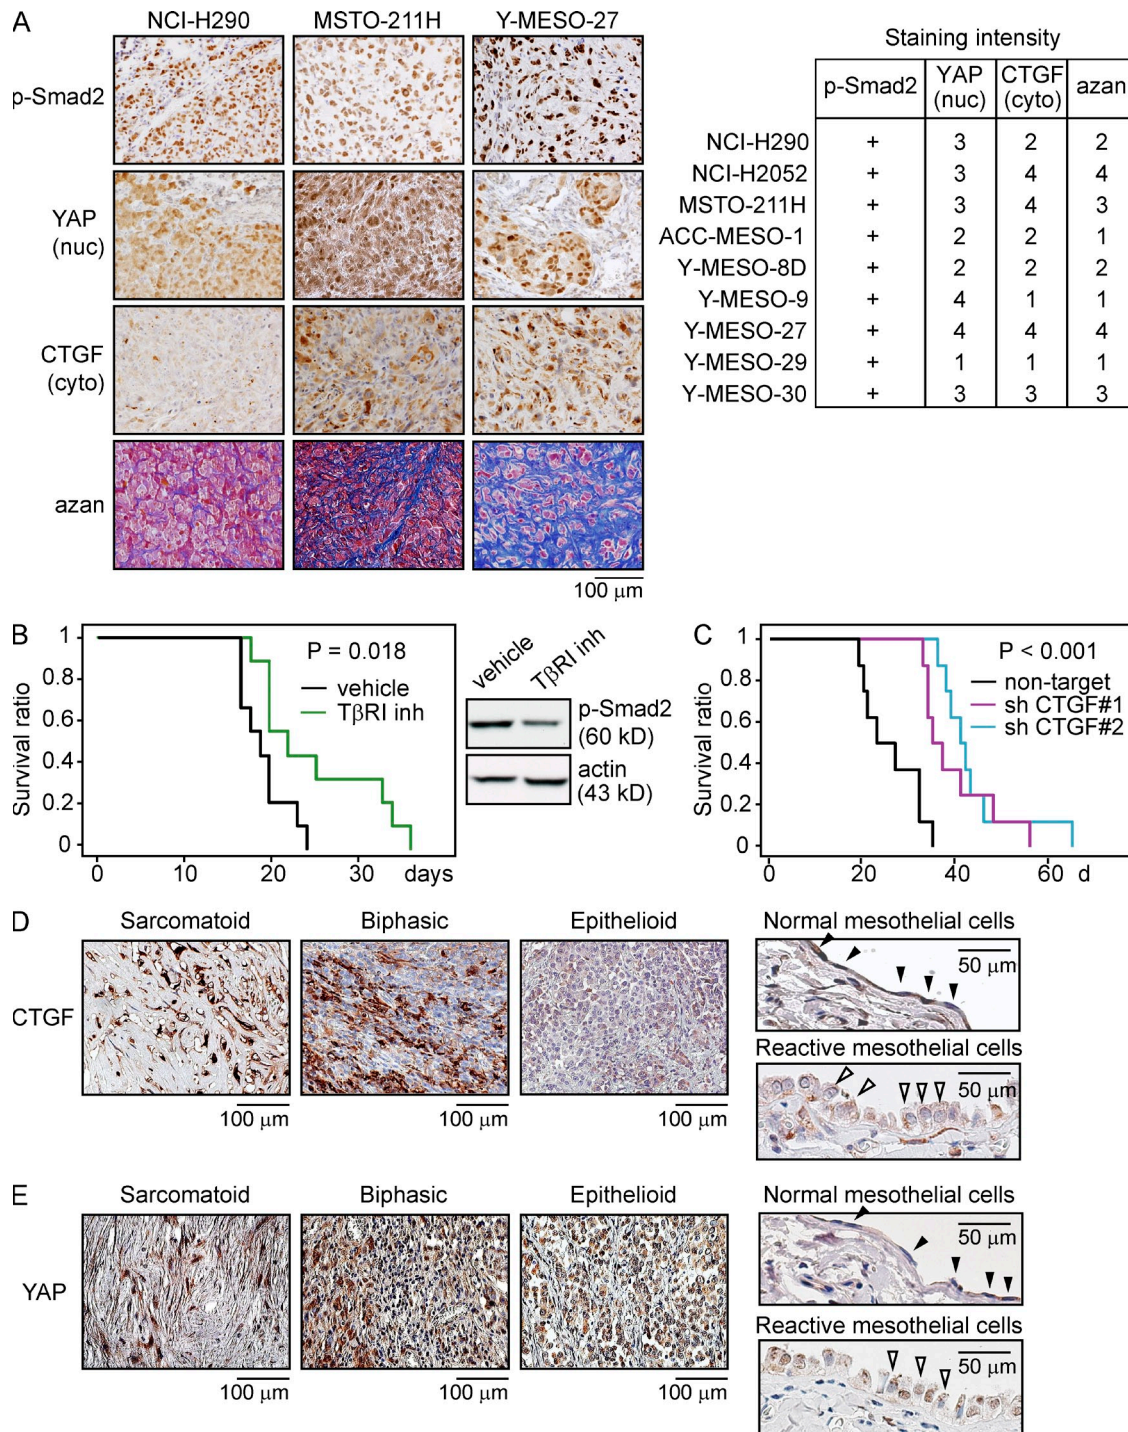 A
NCI-H290 MSTO-211H Y-MESO-27
p-Smad2
YAP
(nuc)
CTGF
(cyto)
azan
100 μm
Staining intensity
p-Smad2 YAP (nuc) CTGF (cyto) azan
NCI-H290 + 3 2 2
NCI-H2052 + 3 4 4
MSTO-211H + 3 4 3
ACC-MESO-1 + 2 2 1
Y-MESO-8D + 2 2 2
Y-MESO-9 + 4 1 1
Y-MESO-27 + 4 4 4
Y-MESO-29 + 1 1 1
Y-MESO-30 + 3 3 3
B
Survival ratio
1
0.8
0.6
0.4
0.2
0
0 10 20 30 days
P = 0.018
vehicle
TβRI inh
vehicle TβRI inh
p-Smad2
(60 kD)
actin
(43 kD)
C
Survival ratio
1
0.8
0.6
0.4
0.2
0
0 20 40 60 d
P < 0.001
non-target
sh CTGF#1
sh CTGF#2
D
Sarcomatoid Biphasic Epithelioid
CTGF
100 μm 100 μm 100 μm
Normal mesothelial cells
50 μm
Reactive mesothelial cells
50 μm
E
Sarcomatoid Biphasic Epithelioid
YAP
100 μm 100 μm 100 μm
Normal mesothelial cells
50 μm
Reactive mesothelial cells
50 μm